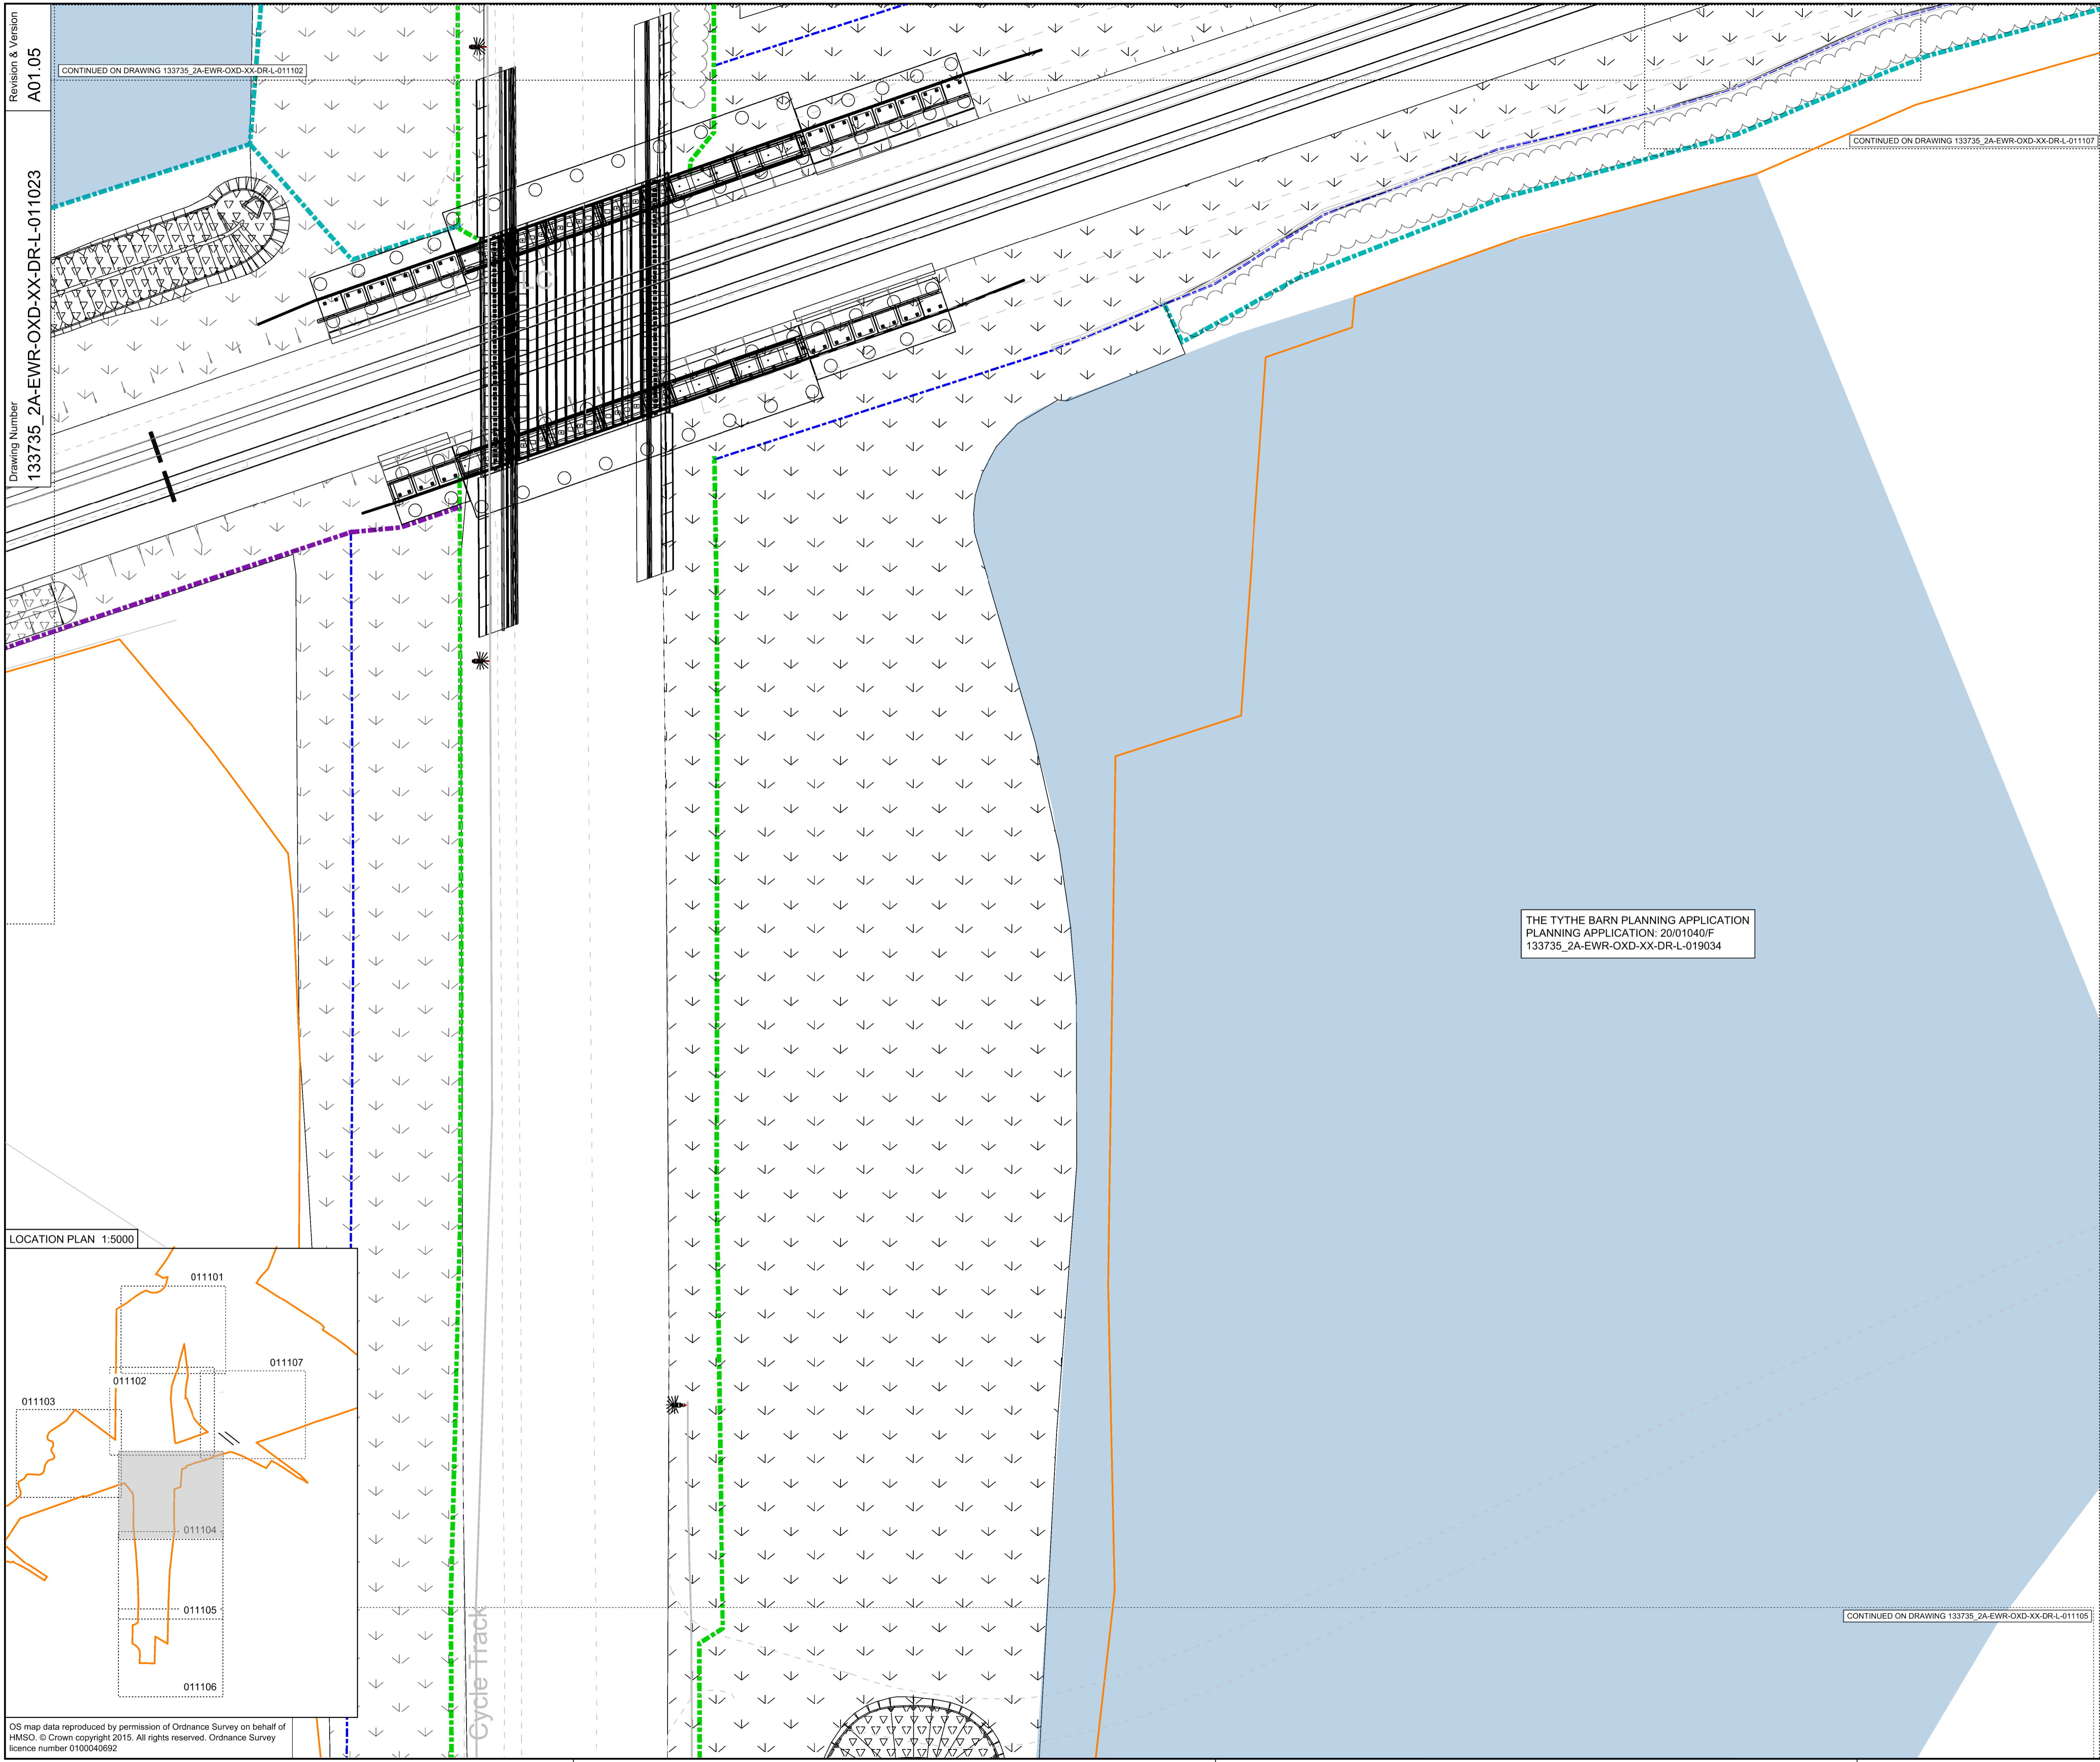 Revision & Version
A01.05
Drawing Number
133735_2A-EWR-OXD-XX-DR-L-011023
CONTINUED ON DRAWING 133735_2A-EWR-OXD-XX-DR-L-011102
CONTINUED ON DRAWING 133735_2A-EWR-OXD-XX-DR-L-011107
LC
THE TYTHE BARN PLANNING APPLICATION
PLANNING APPLICATION: 20/01040/F
133735_2A-EWR-OXD-XX-DR-L-019034
LOCATION PLAN 1:5000
011101
011107
011102
011103
011104
011105
011106
Cycle Track
CONTINUED ON DRAWING 133735_2A-EWR-OXD-XX-DR-L-011105
OS map data reproduced by permission of Ordnance Survey on behalf of
HMSO. © Crown copyright 2015. All rights reserved. Ordnance Survey
licence number 0100040692